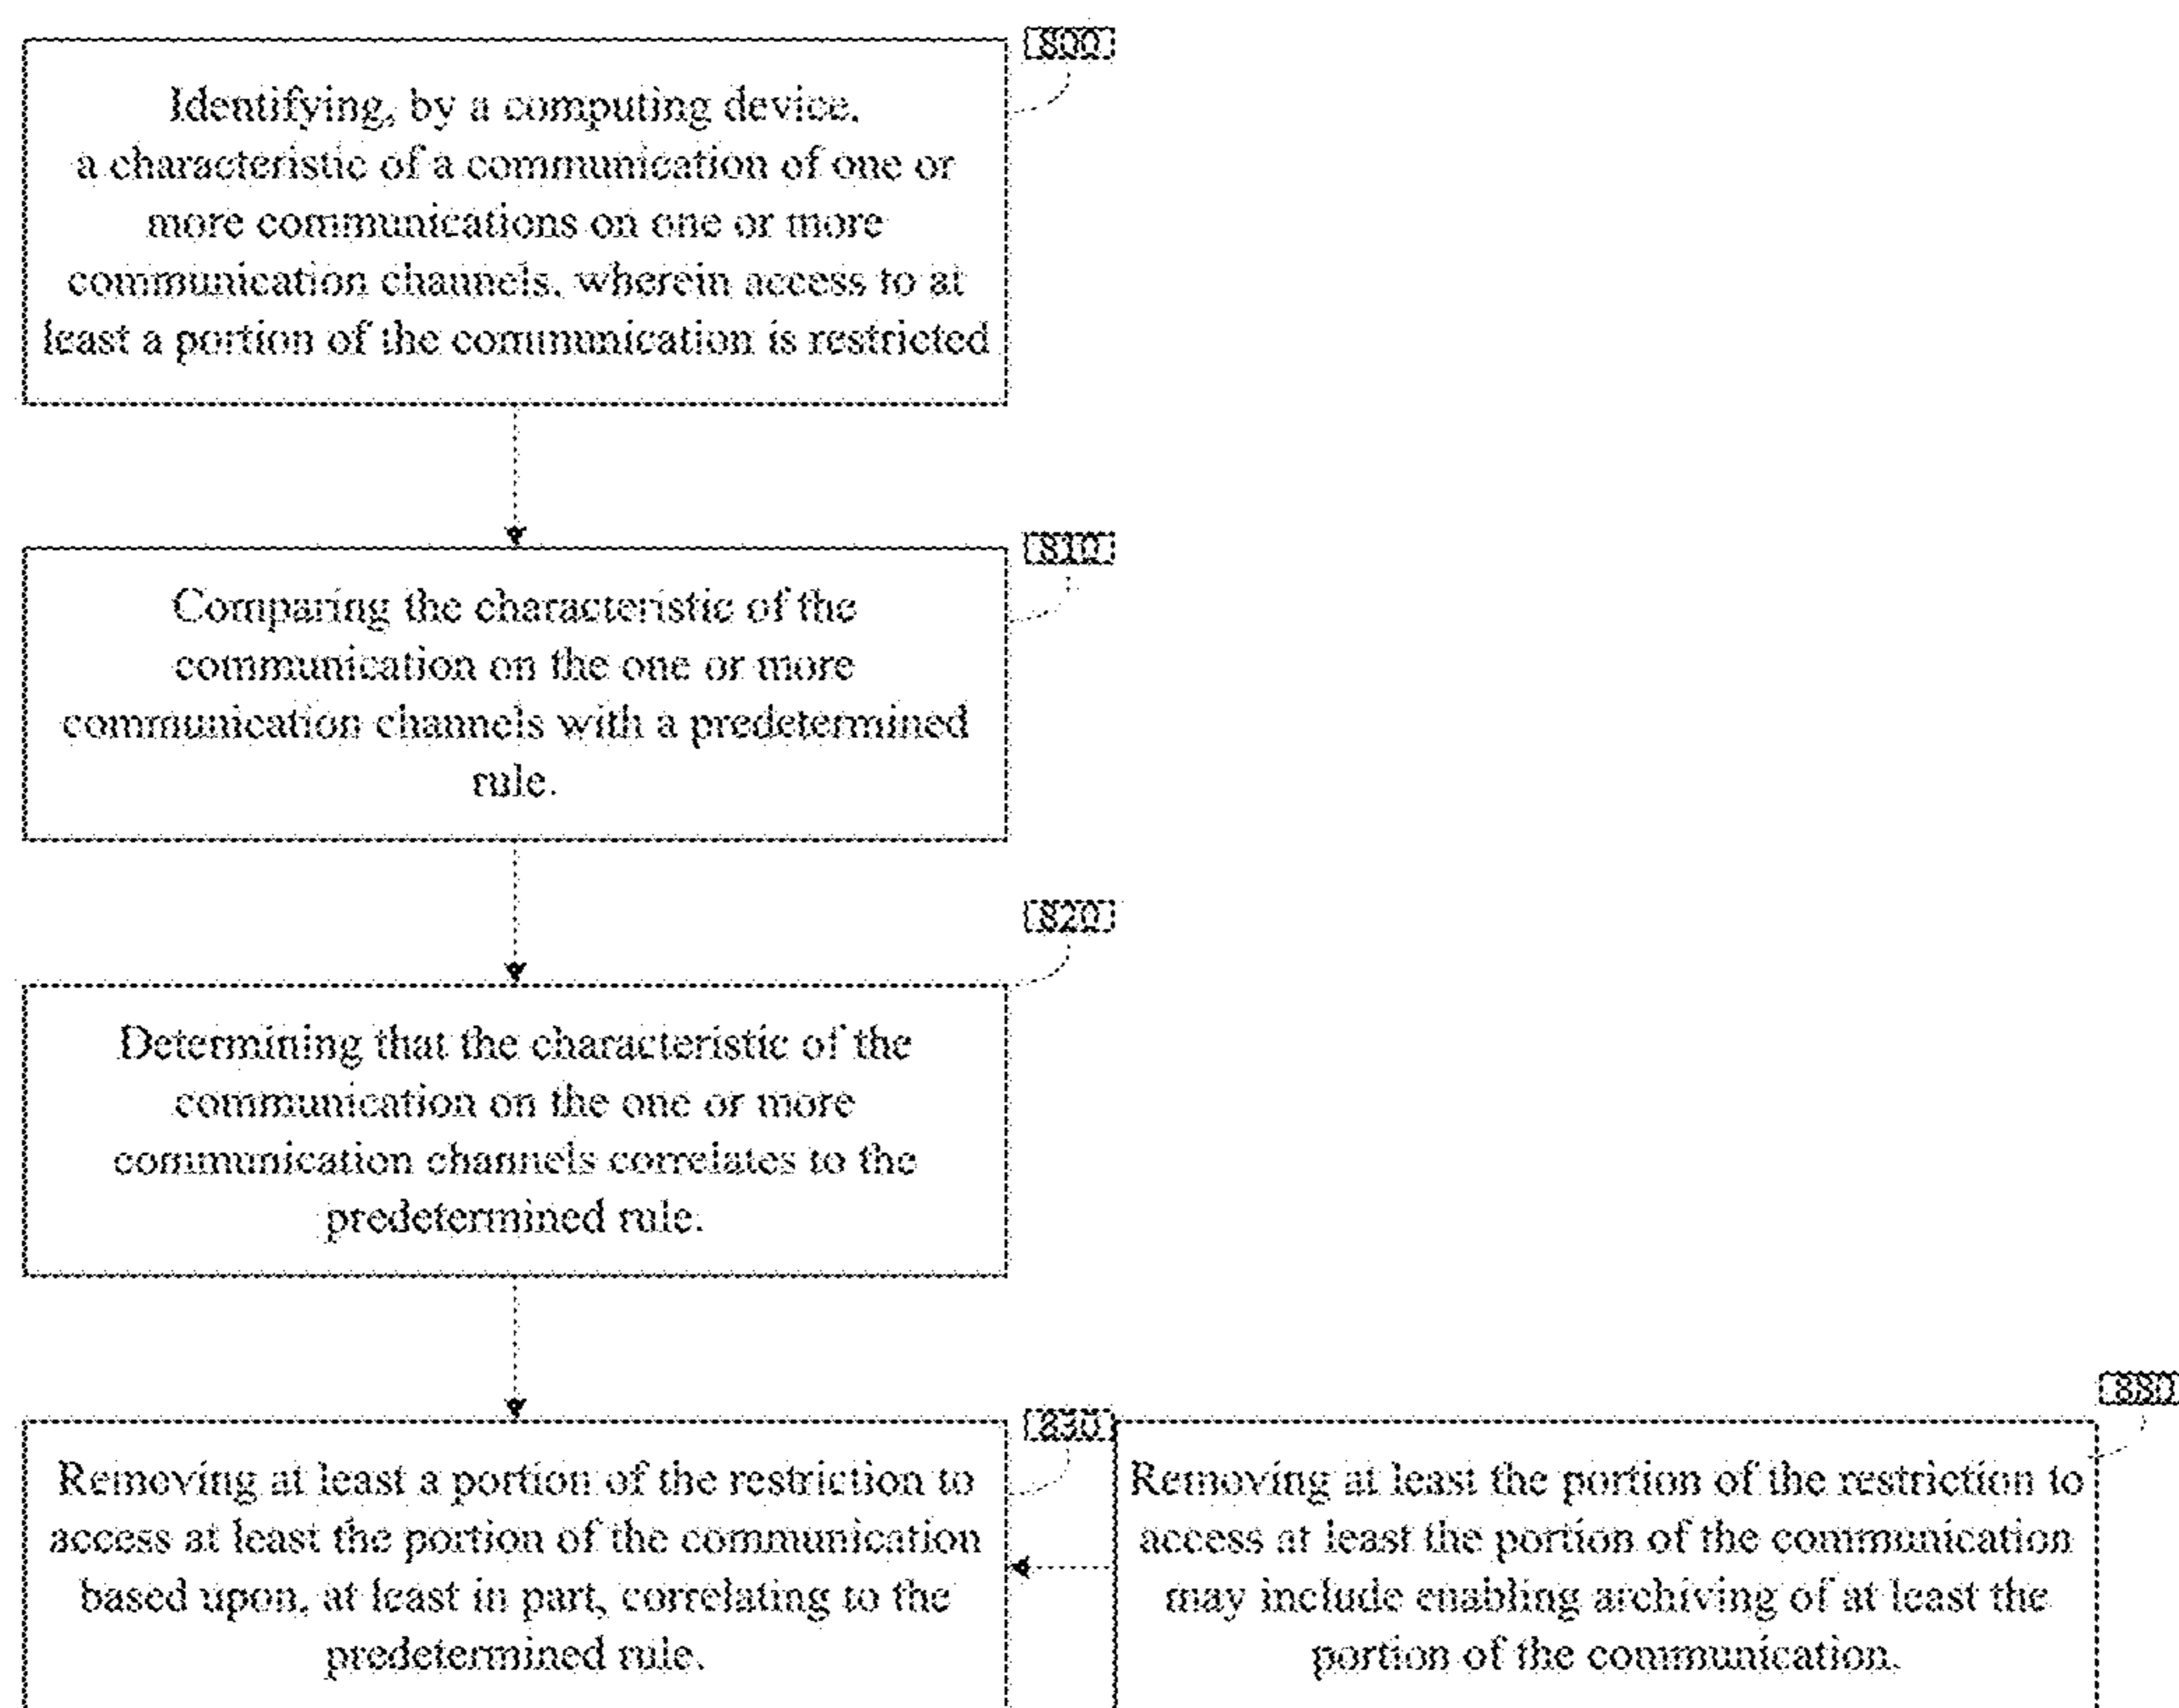 800
Identifying, by a computing device,
a characteristic of a communication of one or
more communications on one or more
communication channels, wherein access to at
least a portion of the communication is restricted
810
Comparing the characteristic of the
communication on the one or more
communication channels with a predetermined
rule.
820
Determining that the characteristic of the
communication on the one or more
communication channels correlates to the
predetermined rule.
830
Removing at least a portion of the restriction to
access at least the portion of the communication
based upon, at least in part, correlating to the
predetermined rule.
Removing at least the portion of the restriction to
access at least the portion of the communication
may include enabling archiving of at least the
portion of the communication.